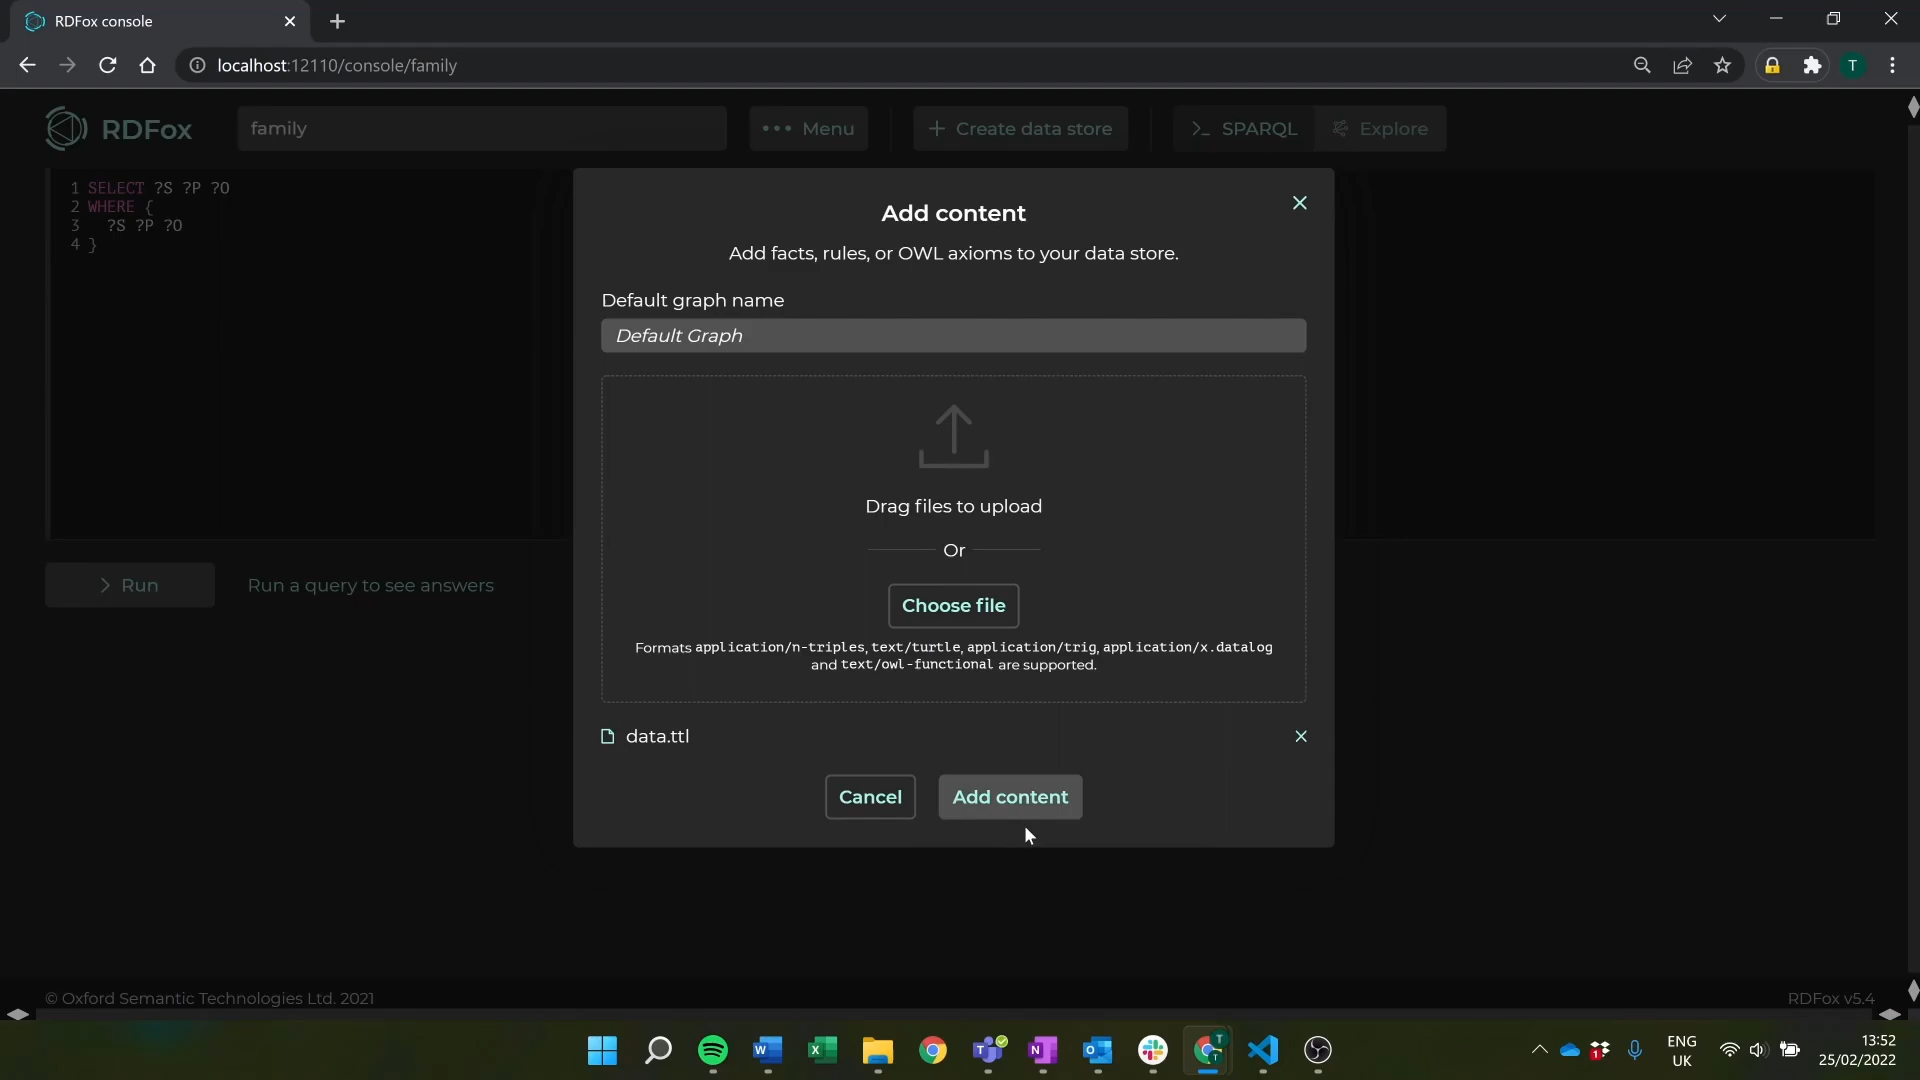 RDFox console
localhost:12110/console/family
T
RDFox
family
Menu
Create data store
SPARQL
Explore
1 SELECT ?S ?P ?O
2 WHERE {
3 ?S ?P ?O
4 }
Add content
Add facts, rules, or OWL axioms to your data store.
Default graph name
Default Graph
Drag files to upload
Or
Choose file
Formats application/n-triples, text/turtle, application/trig, application/x.datalog
and text/owl-functional are supported.
data.ttl
Cancel
Add content
Run
Run a query to see answers
© Oxford Semantic Technologies Ltd. 2021
RDFox v5.4
ENG
UK
13:52
25/02/2022